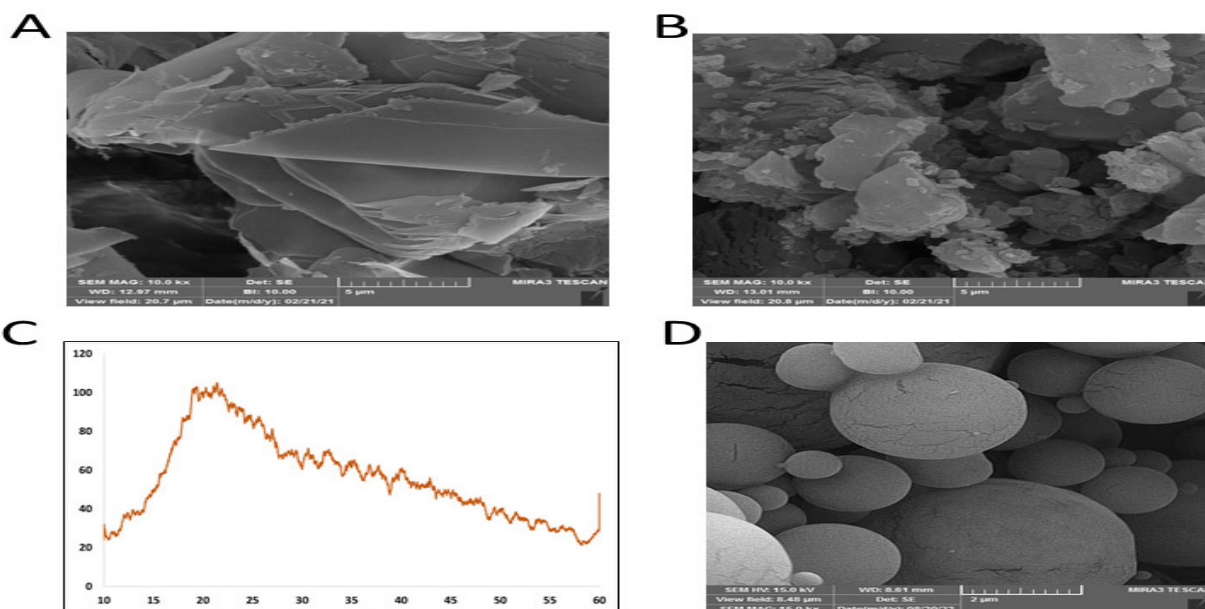 A
SEM MAG: 10.0 kx Det: SE MIRA3 TESCAN
WD: 12.97 mm BI: 10.00 5 µm
View field: 20.7 µm Date(m/d/y): 02/21/21
B
SEM MAG: 10.0 kx Det: SE MIRA3 TESCAN
WD: 13.01 mm BI: 10.00 5 µm
View field: 20.8 µm Date(m/d/y): 02/21/21
C
120
100
80
60
40
20
0
10 15 20 25 30 35 40 45 50 55 60
D
SEM HV: 15.0 kV WD: 8.61 mm MIRA3 TESCAN
View field: 8.48 µm Det: SE 2 µm